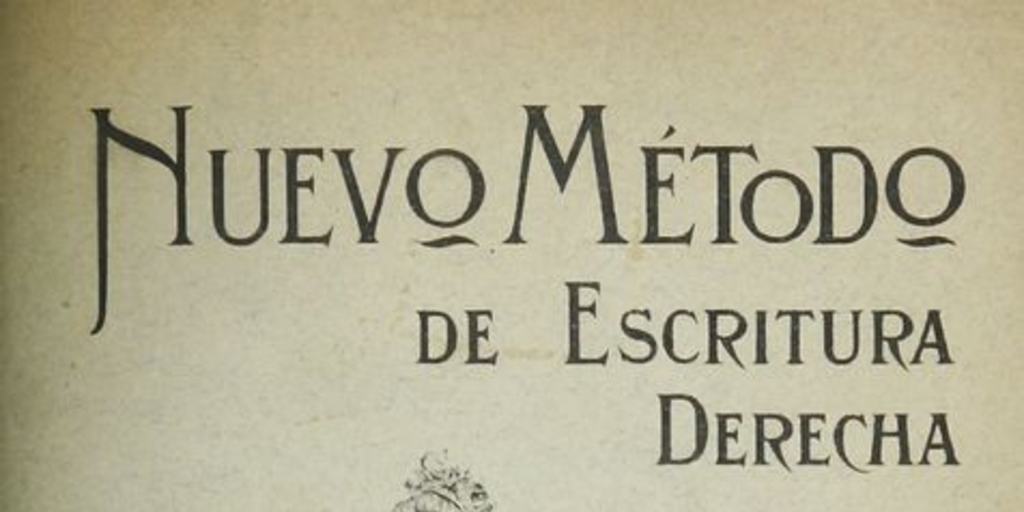 Nuevo Método
de Escritura
Derecha